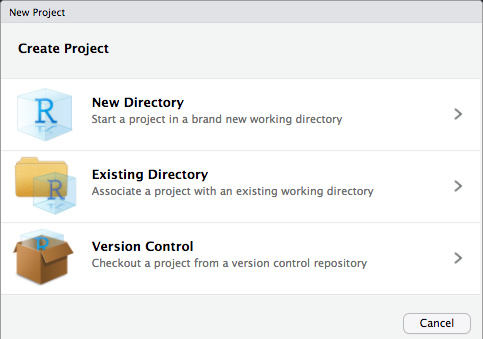 New Project
Create Project
R
New Directory
Start a project in a brand new working directory
R
Existing Directory
Associate a project with an existing working directory
R
Version Control
Checkout a project from a version control repository
Cancel